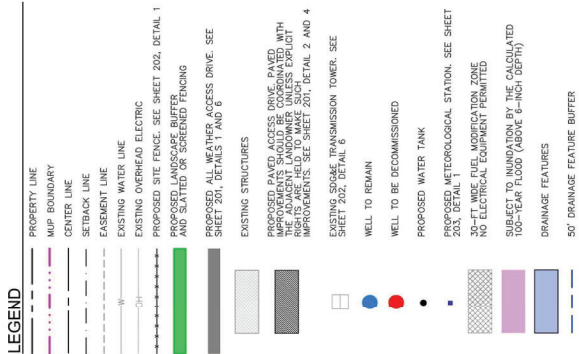 LEGEND
PROPERTY LINE
MUP BOUNDARY
CENTER LINE
SETBACK LINE
EASEMENT LINE
W
EXISTING WATER LINE
OH
EXISTING OVERHEAD ELECTRIC
PROPOSED SITE FENCE. SEE SHEET 202, DETAIL 1
PROPOSED LANDSCAPE BUFFER
AND SLATTED OR SCREENED FENCING
PROPOSED ALL WEATHER ACCESS DRIVE. SEE
SHEET 201, DETAILS 1 AND 6
EXISTING STRUCTURES
PROPOSED PAVED ACCESS DRIVE. PAVED
IMPROVEMENTS SHOULD BE COORDINATED WITH
THE ADJACENT LANDOWNER UNLESS EXPLICIT
RIGHTS ARE HELD TO MAKE SUCH
IMPROVEMENTS. SEE SHEET 201, DETAIL 2 AND 4
EXISTING SDG&E TRANSMISSION TOWER. SEE
SHEET 202, DETAIL 6
WELL TO REMAIN
WELL TO BE DECOMMISSIONED
PROPOSED WATER TANK
PROPOSED METEOROLOGICAL STATION. SEE SHEET
203, DETAIL 1
30-FT WIDE FUEL MODIFICATION ZONE
NO ELECTRICAL EQUIPMENT PERMITTED
SUBJECT TO INUNDATION BY THE CALCULATED
100-YEAR FLOOD (ABOVE 6-INCH DEPTH)
DRAINAGE FEATURES
50' DRAINAGE FEATURE BUFFER